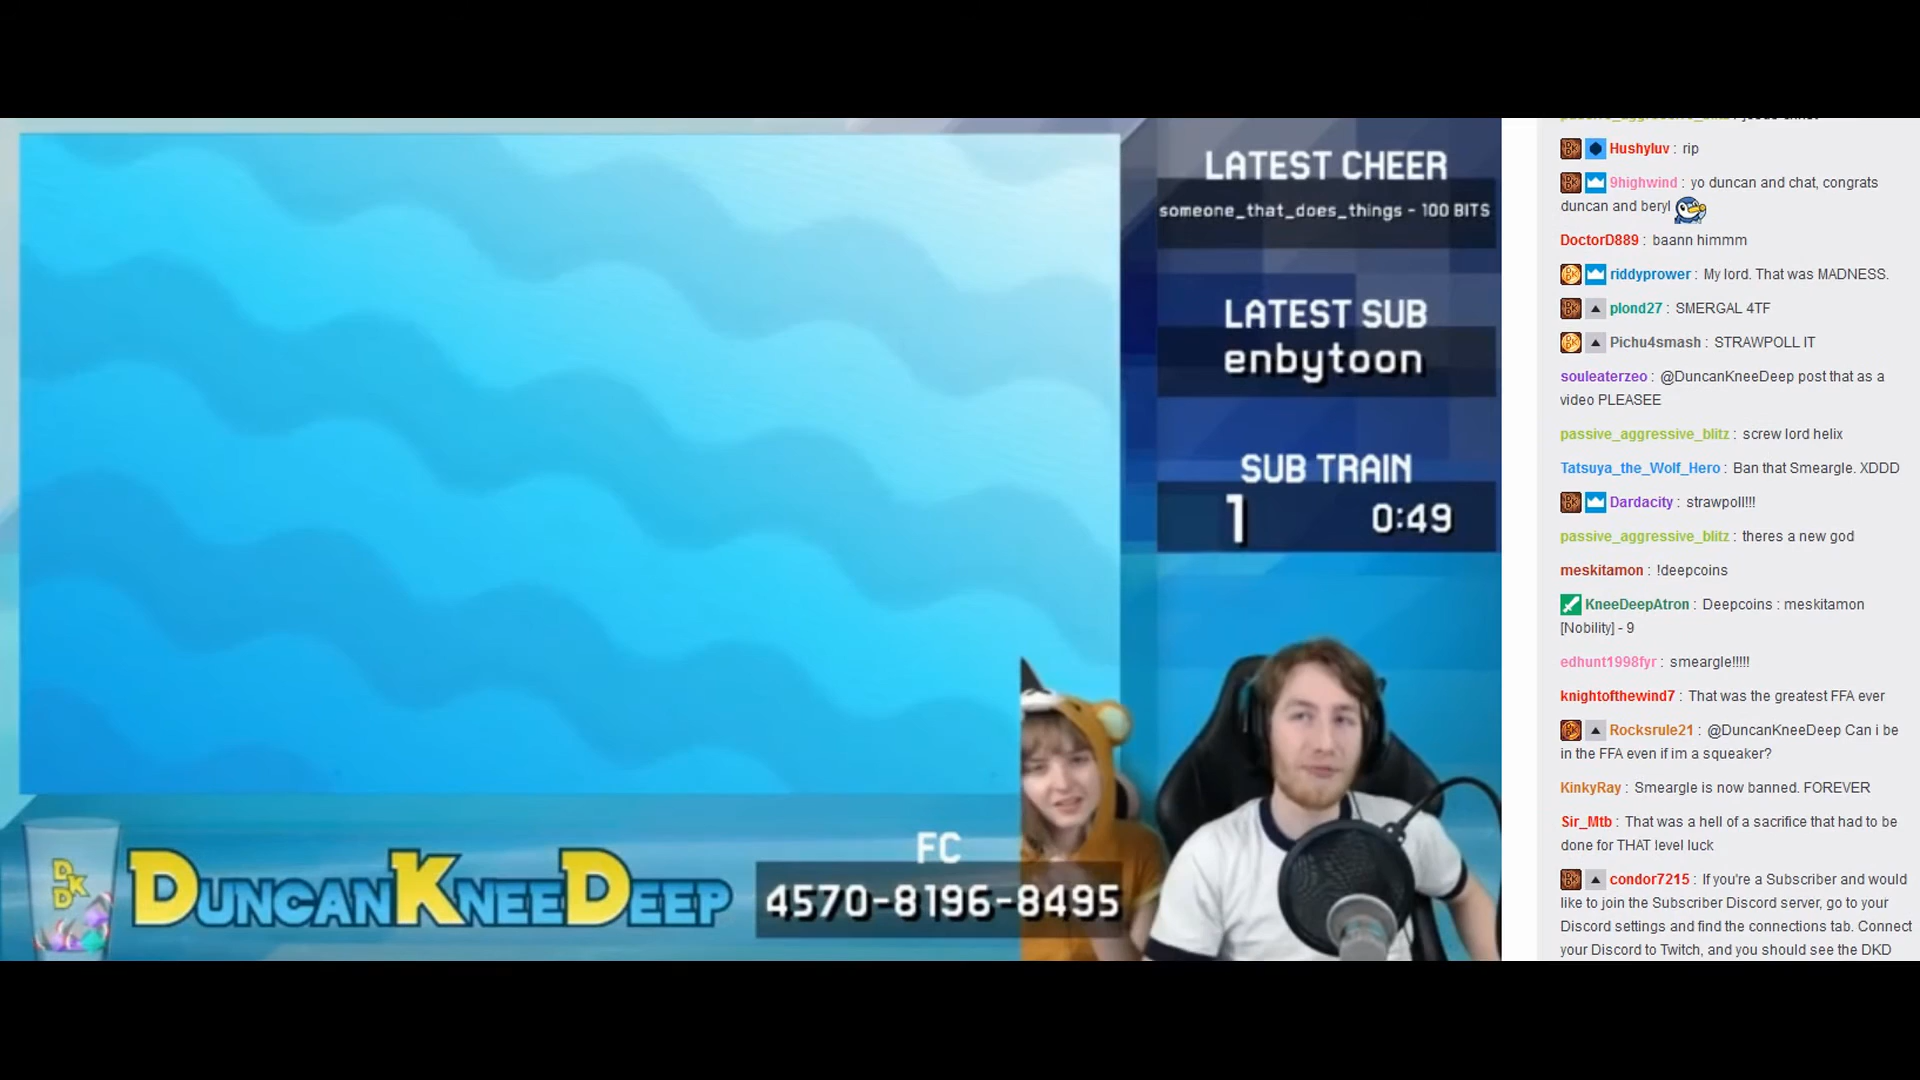 LATEST CHEER
someone_that_does_things - 100 BITS
LATEST SUB
enbytoon
SUB TRAIN
1 0:49
DKD
DUNCANKNEEDEEP
FC
4570-8196-8495
Hushyluv : rip
9highwind : yo duncan and chat, congrats
duncan and beryl
DoctorD889 : baann himmm
riddyprower : My lord. That was MADNESS.
plond27 : SMERGAL 4TF
Pichu4smash : STRAWPOLL IT
souleaterzeo : @DuncanKneeDeep post that as a
video PLEASEE
passive_aggressive_blitz : screw lord helix
Tatsuya_the_Wolf_Hero : Ban that Smeargle. XDDD
Dardacity : strawpoll!!!
passive_aggressive_blitz : theres a new god
meskitamon : !deepcoins
KneeDeepAtron : Deepcoins : meskitamon
[Nobility] - 9
edhunt1998fyr : smeargle!!!!!
knightofthewind7 : That was the greatest FFA ever
Rocksrule21 : @DuncanKneeDeep Can i be
in the FFA even if im a squeaker?
KinkyRay : Smeargle is now banned. FOREVER
Sir_Mtb : That was a hell of a sacrifice that had to be
done for THAT level luck
condor7215 : If you're a Subscriber and would
like to join the Subscriber Discord server, go to your
Discord settings and find the connections tab. Connect
your Discord to Twitch, and you should see the DKD